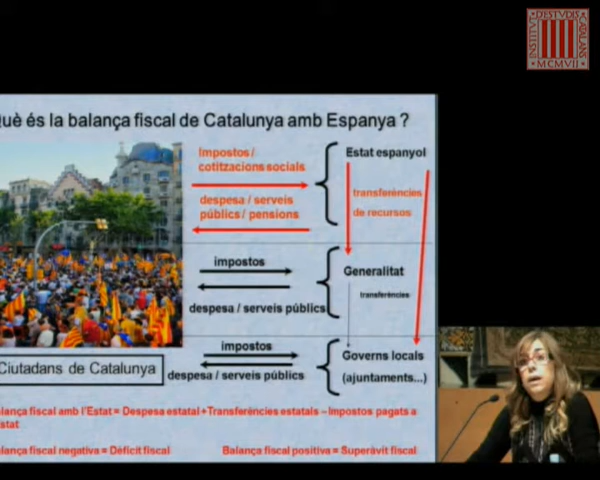 INSTITVT D'ESTVDIS CATALANS
MCMVII
uè és la balança fiscal de Catalunya amb Espanya ?
Impostos /
cotitzacions socials
Estat espanyol
despesa / serveis
públics / pensions
transferències
de recursos
impostos
Generalitat
despesa / serveis públics
transferències
impostos
Governs locals
despesa / serveis públics
(ajuntaments...)
Ciutadans de Catalunya
lança fiscal amb l'Estat = Despesa estatal+Transferències estatals – Impostos pagats a
stat
lança fiscal negativa = Dèficit fiscal
Balança fiscal positiva = Superàvit fiscal